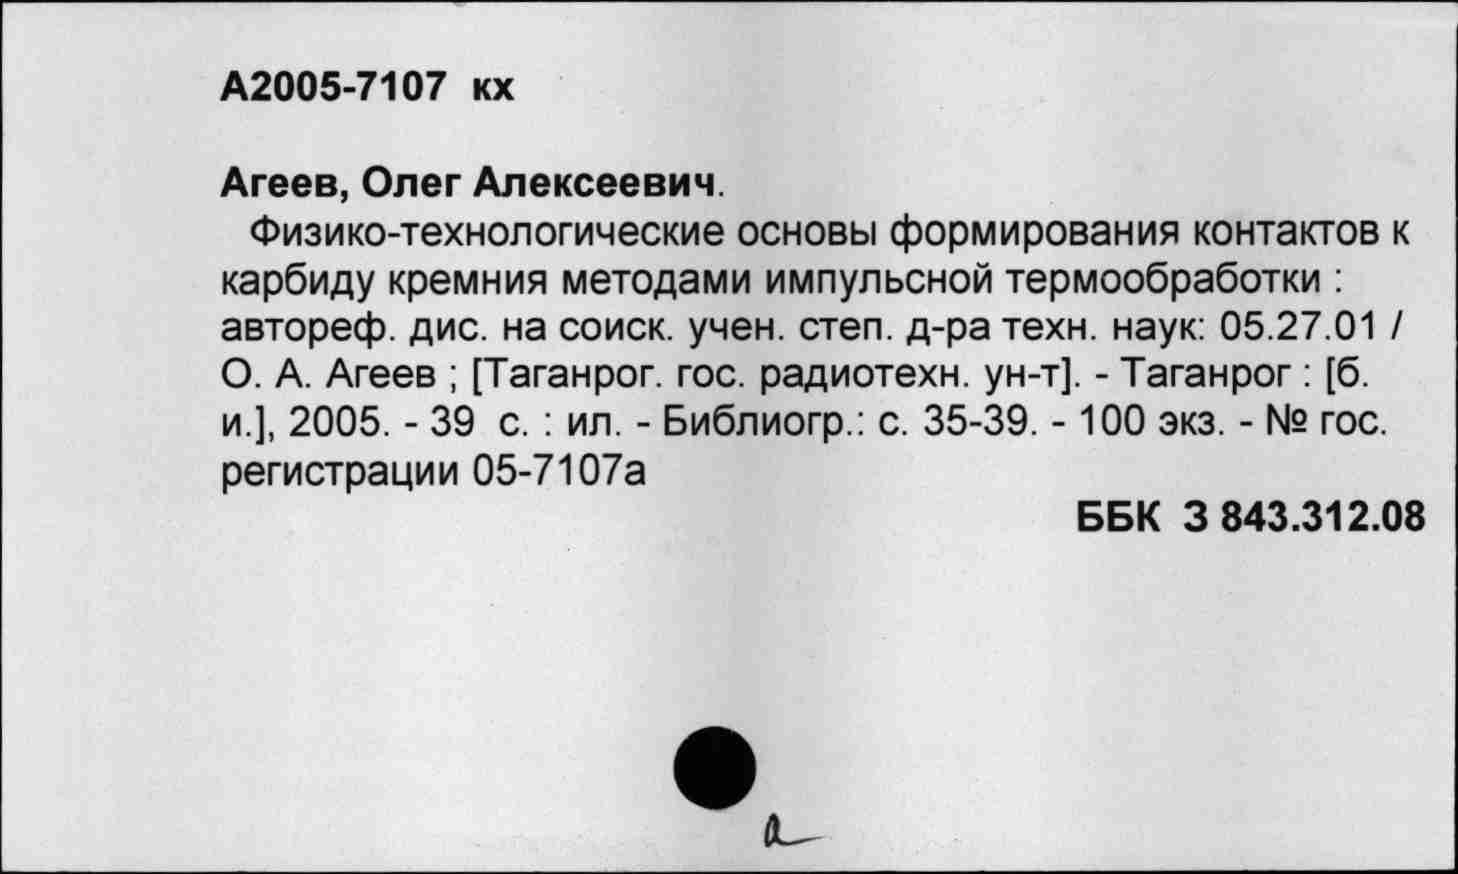 А2005-7107 кх
Агеев, Олег Алексеевич.
Физико-технологические основы формирования контактов к
карбиду кремния методами импульсной термообработки :
автореф. дис. на соиск. учен. степ. д-ра техн. наук: 05.27.01 /
О. А. Агеев ; [Таганрог. гос. радиотехн. ун-т]. - Таганрог : [б.
и.], 2005. - 39 с. : ил. - Библиогр.: с. 35-39. - 100 экз. - № гос.
регистрации 05-7107а
ББК З 843.312.08
а